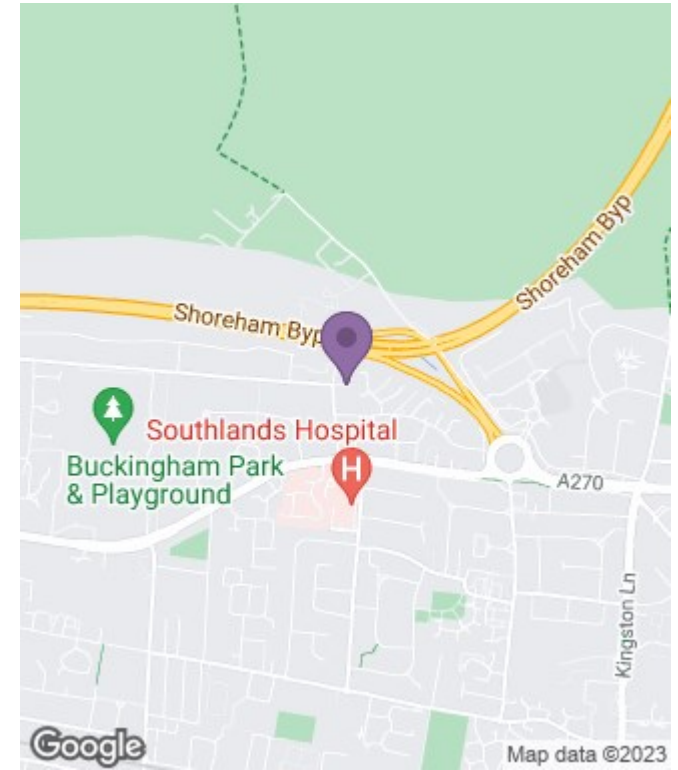 Shoreham Byp
Shoreham Byp
Southlands Hospital
H
Buckingham Park
& Playground
A270
Kingston Ln
Google
Map data ©2023